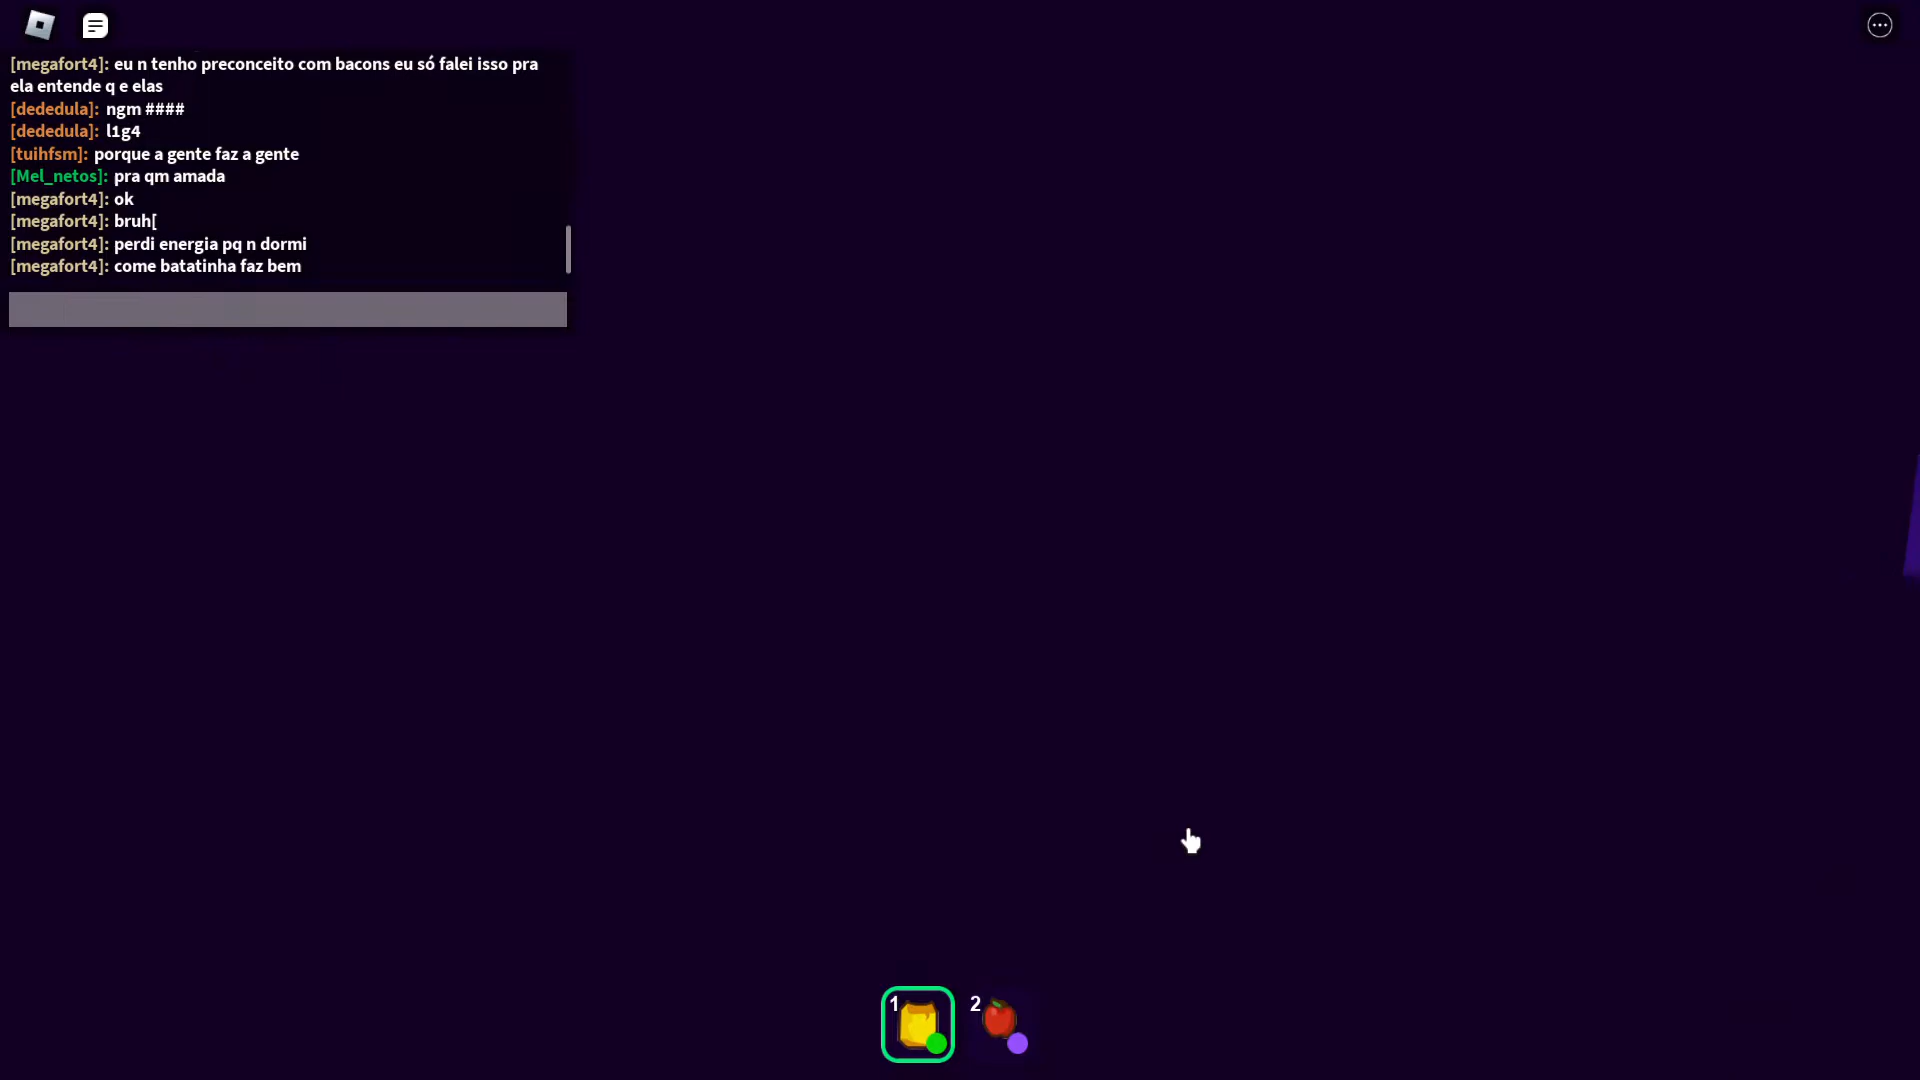 [megafort4]: eu n tenho preconceito com bacons eu só falei isso pra
ela entende q e elas
[dededula]: ngm ####
[dededula]: l1g4
[tuihfsm]: porque a gente faz a gente
[Mel_netos]: pra qm amada
[megafort4]: ok
[megafort4]: bruh[
[megafort4]: perdi energia pq n dormi
[megafort4]: come batatinha faz bem
1 2